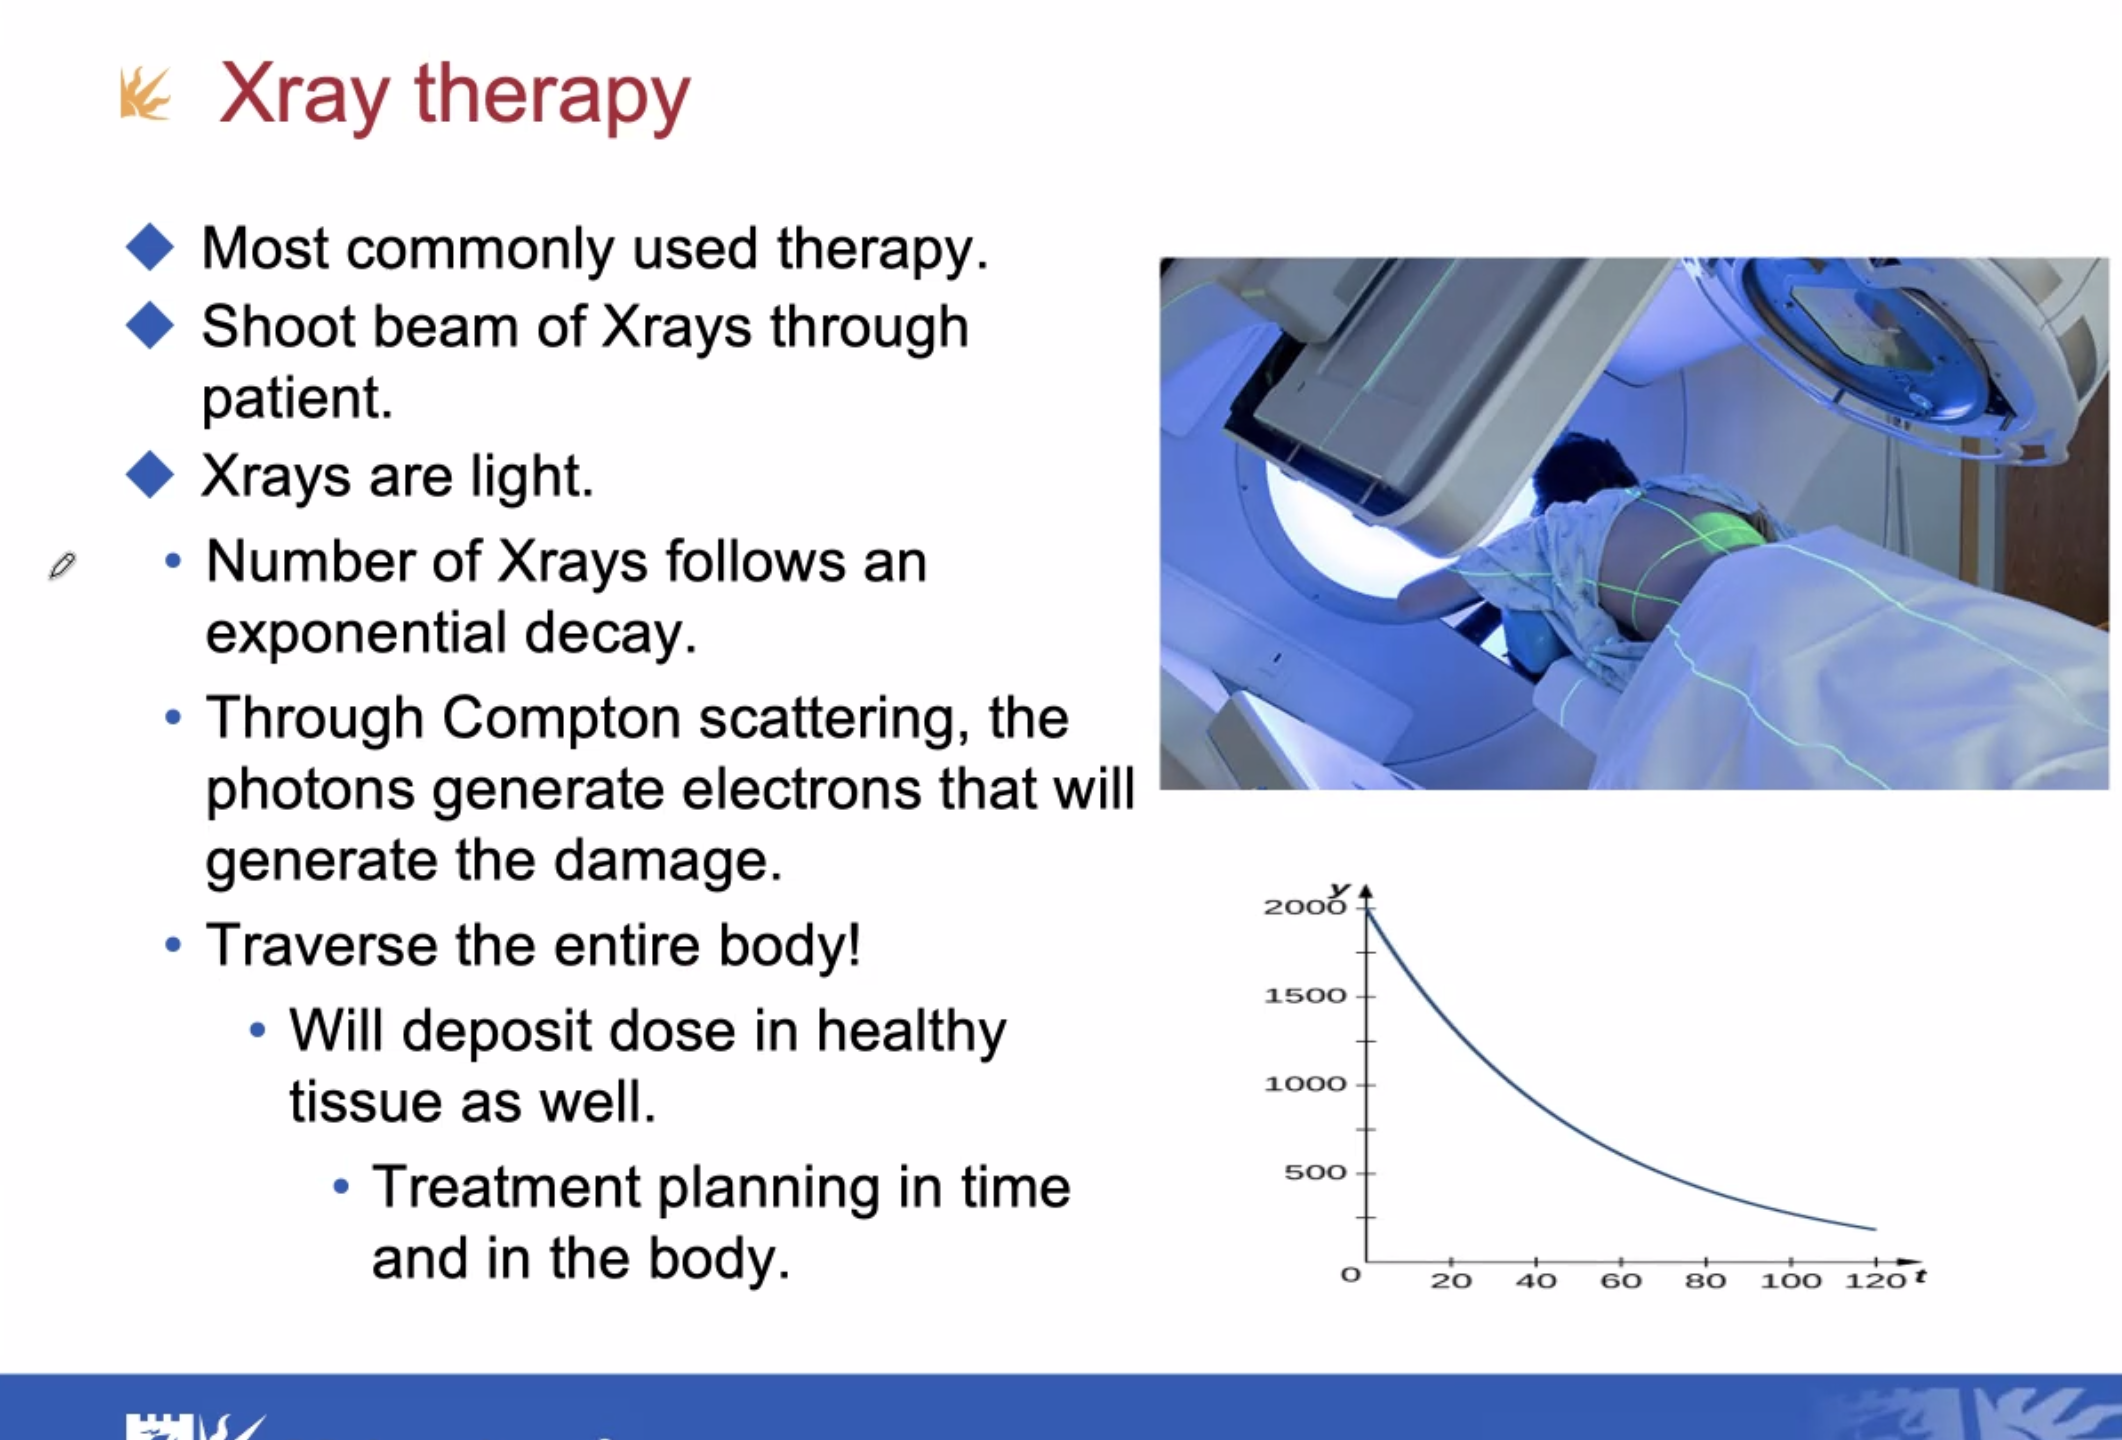 Xray therapy
Most commonly used therapy.
Shoot beam of Xrays through
patient.
Xrays are light.
Number of Xrays follows an
exponential decay.
Through Compton scattering, the
photons generate electrons that will
generate the damage.
Traverse the entire body!
Will deposit dose in healthy
tissue as well.
Treatment planning in time
and in the body.
y
2000
1500
1000
500
0
20 40 60 80 100 120 t